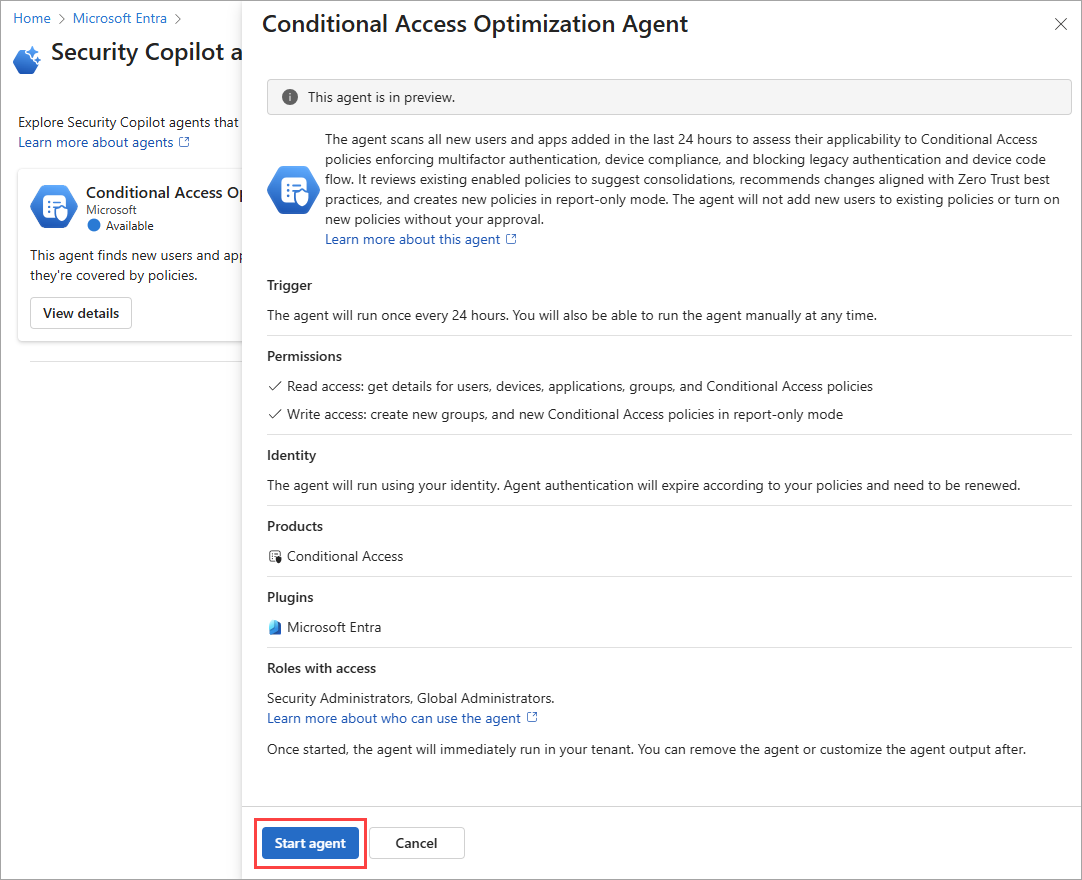 Home > Microsoft Entra >
Security Copilot a
Explore Security Copilot agents that
Learn more about agents
Conditional Access Op
Microsoft
Available
This agent finds new users and app
they're covered by policies.
View details
Conditional Access Optimization Agent
This agent is in preview.
The agent scans all new users and apps added in the last 24 hours to assess their applicability to Conditional Access
policies enforcing multifactor authentication, device compliance, and blocking legacy authentication and device code
flow. It reviews existing enabled policies to suggest consolidations, recommends changes aligned with Zero Trust best
practices, and creates new policies in report-only mode. The agent will not add new users to existing policies or turn on
new policies without your approval.
Learn more about this agent
Trigger
The agent will run once every 24 hours. You will also be able to run the agent manually at any time.
Permissions
Read access: get details for users, devices, applications, groups, and Conditional Access policies
Write access: create new groups, and new Conditional Access policies in report-only mode
Identity
The agent will run using your identity. Agent authentication will expire according to your policies and need to be renewed.
Products
Conditional Access
Plugins
Microsoft Entra
Roles with access
Security Administrators, Global Administrators.
Learn more about who can use the agent
Once started, the agent will immediately run in your tenant. You can remove the agent or customize the agent output after.
Start agent
Cancel